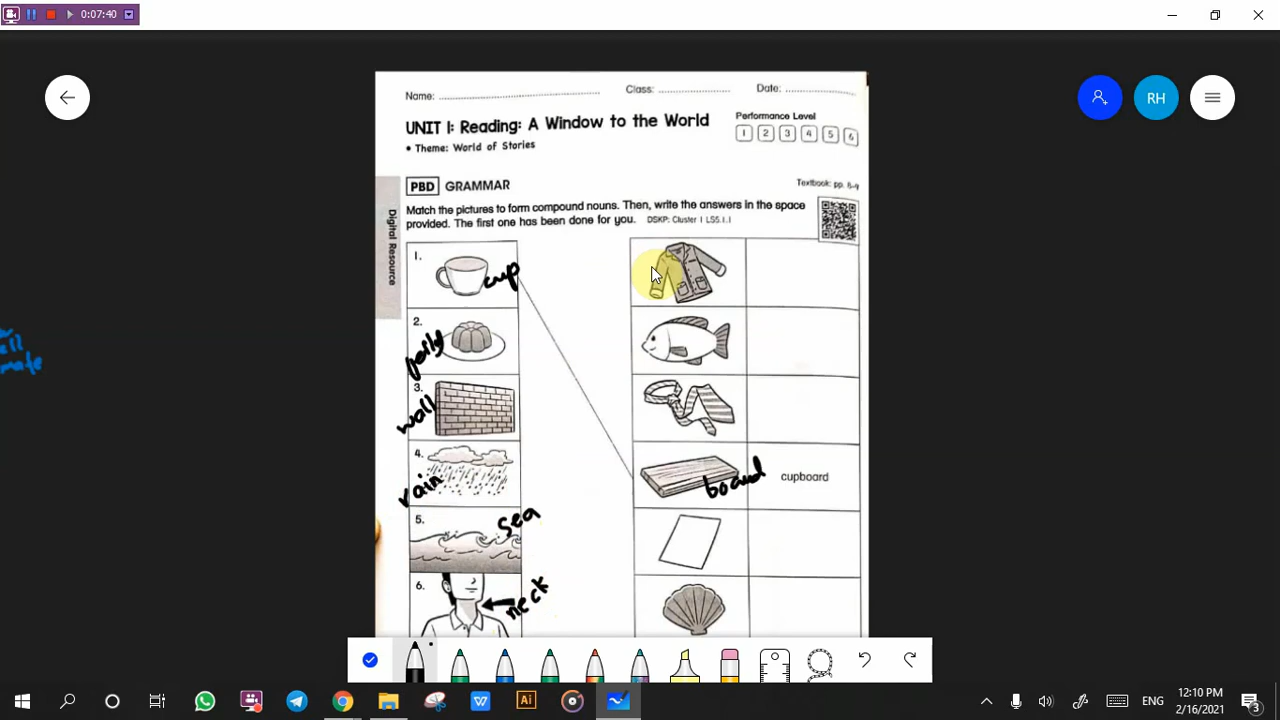 0:07:40
RH
Name:
Class:
Date:
UNIT 1: Reading: A Window to the World
• Theme: World of Stories
Performance Level
1 2 3 4 5 6
PBD GRAMMAR
Textbook: pp. 8-9
Match the pictures to form compound nouns. Then, write the answers in the space
provided. The first one has been done for you. DSKP: Cluster 1 LS5.1.1
Digital Resource
1.
cup
2.
jelly
3.
wall
4.
rain
board
cupboard
5.
sea
6.
neck
ENG
12:10 PM
2/16/2021